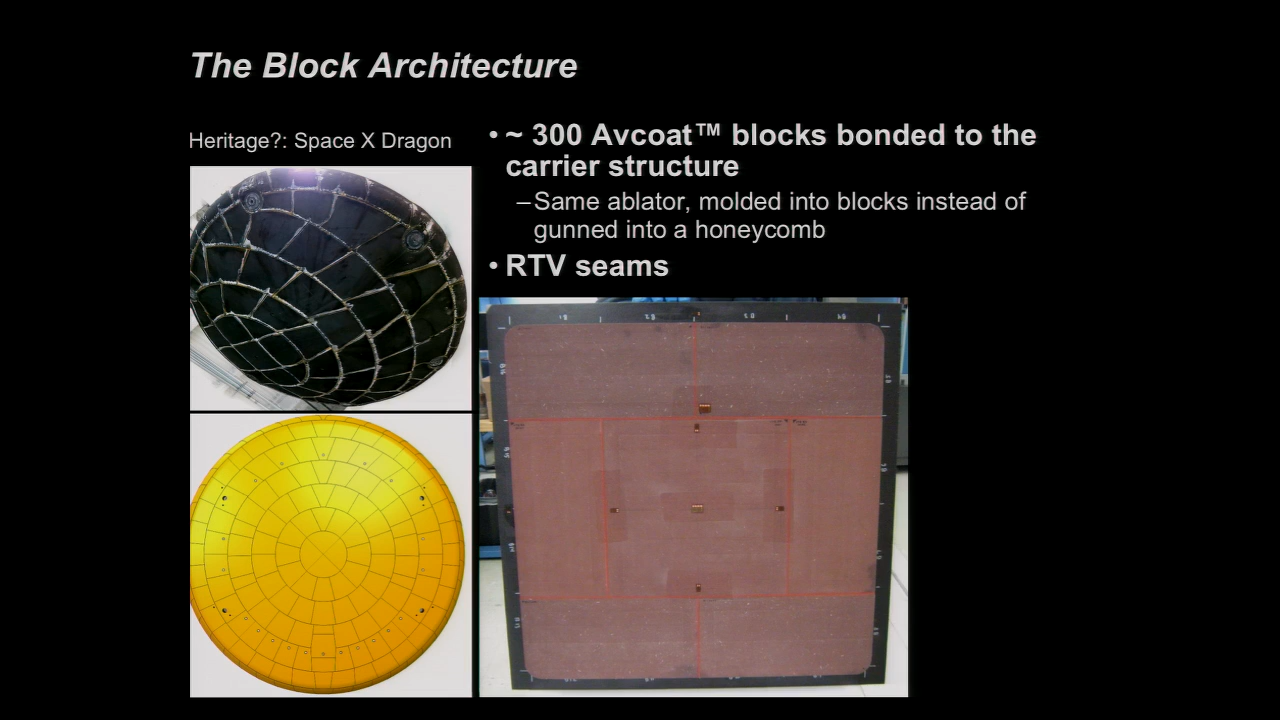 The Block Architecture
Heritage?: Space X Dragon
• ~ 300 Avcoat™ blocks bonded to the
carrier structure
– Same ablator, molded into blocks instead of
gunned into a honeycomb
• RTV seams